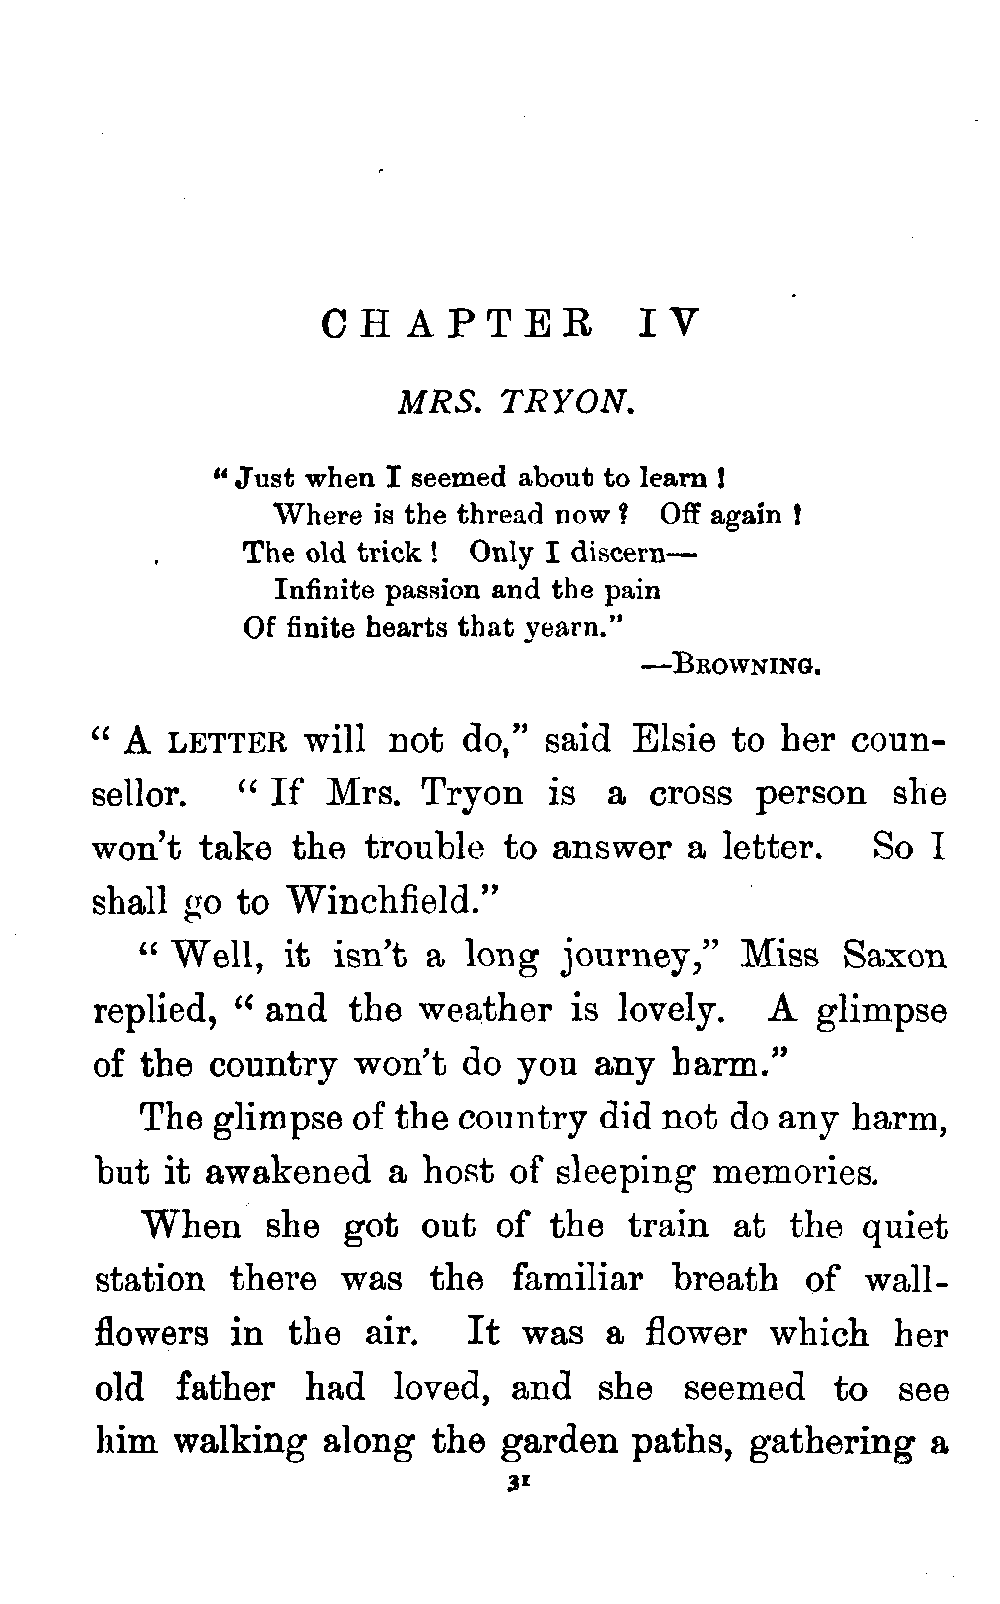 CHAPTER IV
MRS. TRYON.
“Just when I seemed about to learn!
Where is the thread now? Off again!
The old trick! Only I discern—
Infinite passion and the pain
Of finite hearts that yearn.”
—BROWNING.
“A LETTER will not do,” said Elsie to her coun-
sellor. “If Mrs. Tryon is a cross person she
won’t take the trouble to answer a letter. So I
shall go to Winchfield.”
“Well, it isn’t a long journey,” Miss Saxon
replied, “and the weather is lovely. A glimpse
of the country won’t do you any harm.”
The glimpse of the country did not do any harm,
but it awakened a host of sleeping memories.
When she got out of the train at the quiet
station there was the familiar breath of wall-
flowers in the air. It was a flower which her
old father had loved, and she seemed to see
him walking along the garden paths, gathering a
31